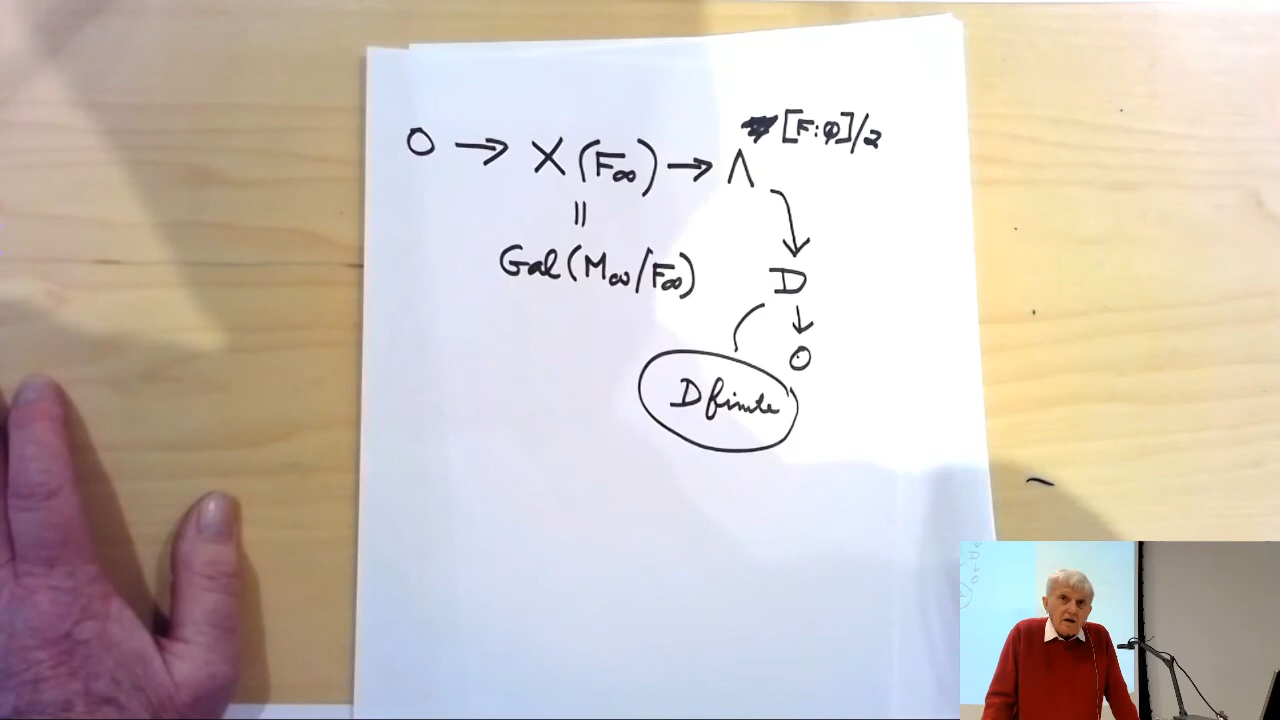 0 → X(F∞) → Λ^[F:Q]/2
||
Gal(M∞/F∞)
↓
D
↓
0
D finite